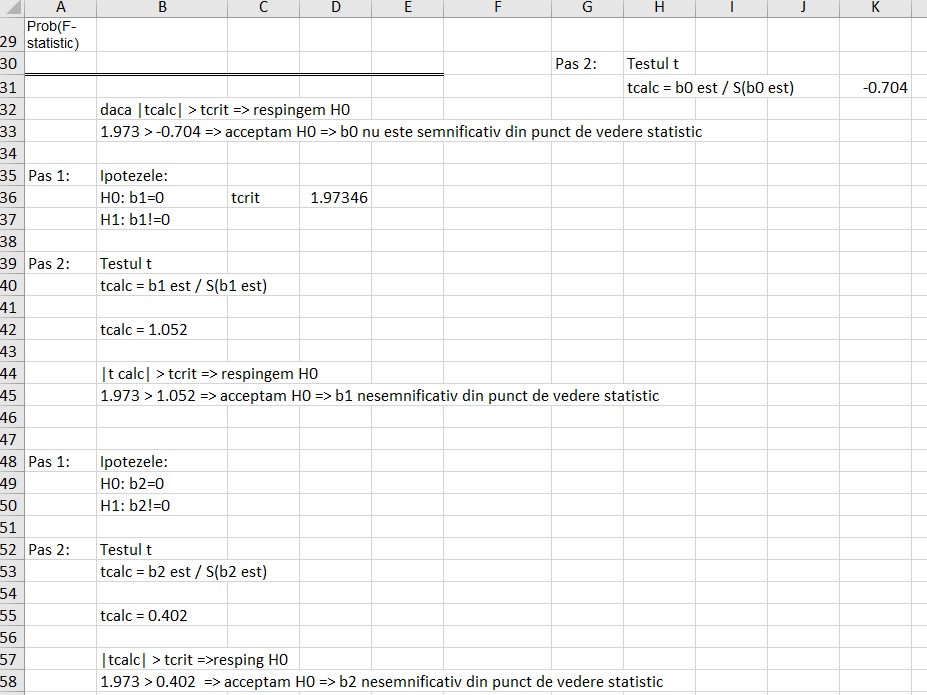 A B C D E F G H I J K
Prob(F-
29 statistic)
30 Pas 2: Testul t
31 tcalc = b0 est / S(b0 est) -0.704
32 daca |tcalc| > tcrit => respingem H0
33 1.973 > -0.704 => acceptam H0 => b0 nu este semnificativ din punct de vedere statistic
34
35 Pas 1: Ipotezele:
36 H0: b1=0 tcrit 1.97346
37 H1: b1!=0
38
39 Pas 2: Testul t
40 tcalc = b1 est / S(b1 est)
41
42 tcalc = 1.052
43
44 |t calc| > tcrit => respingem H0
45 1.973 > 1.052 => acceptam H0 => b1 nesemnificativ din punct de vedere statistic
46
47
48 Pas 1: Ipotezele:
49 H0: b2=0
50 H1: b2!=0
51
52 Pas 2: Testul t
53 tcalc = b2 est / S(b2 est)
54
55 tcalc = 0.402
56
57 |tcalc| > tcrit =>resping H0
58 1.973 > 0.402 => acceptam H0 => b2 nesemnificativ din punct de vedere statistic